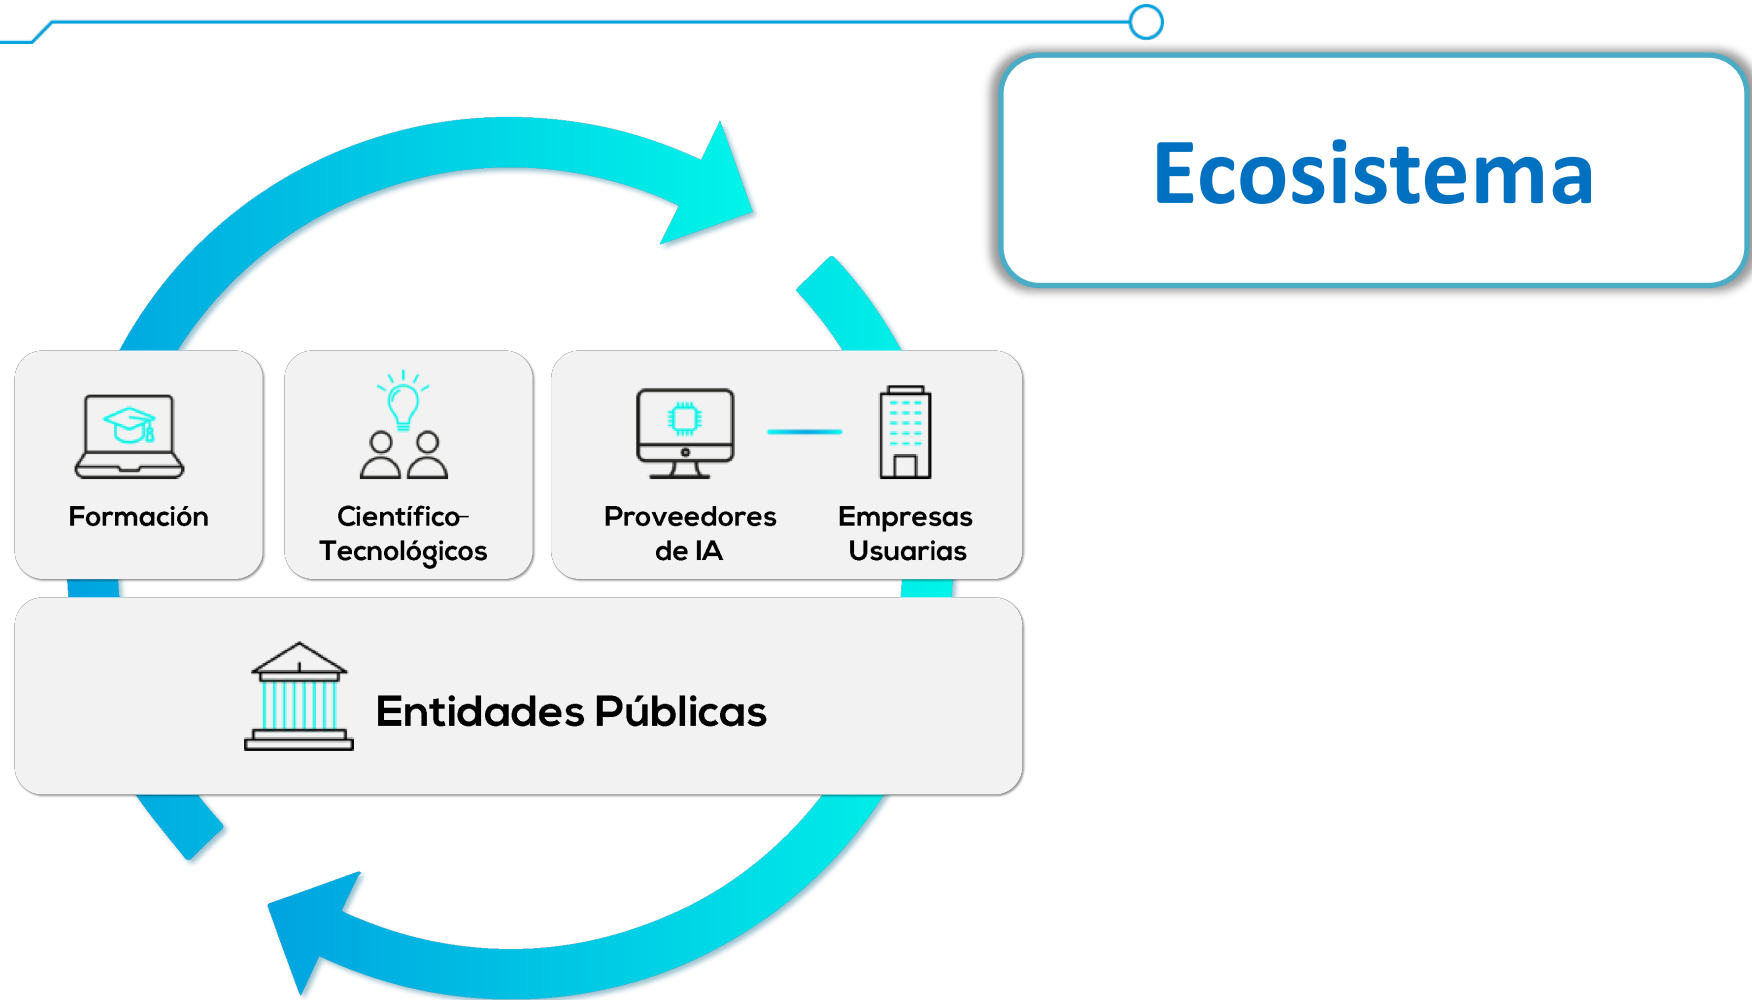 Ecosistema
Formación
Científico-
Tecnológicos
Proveedores
de IA
Empresas
Usuarias
Entidades Públicas